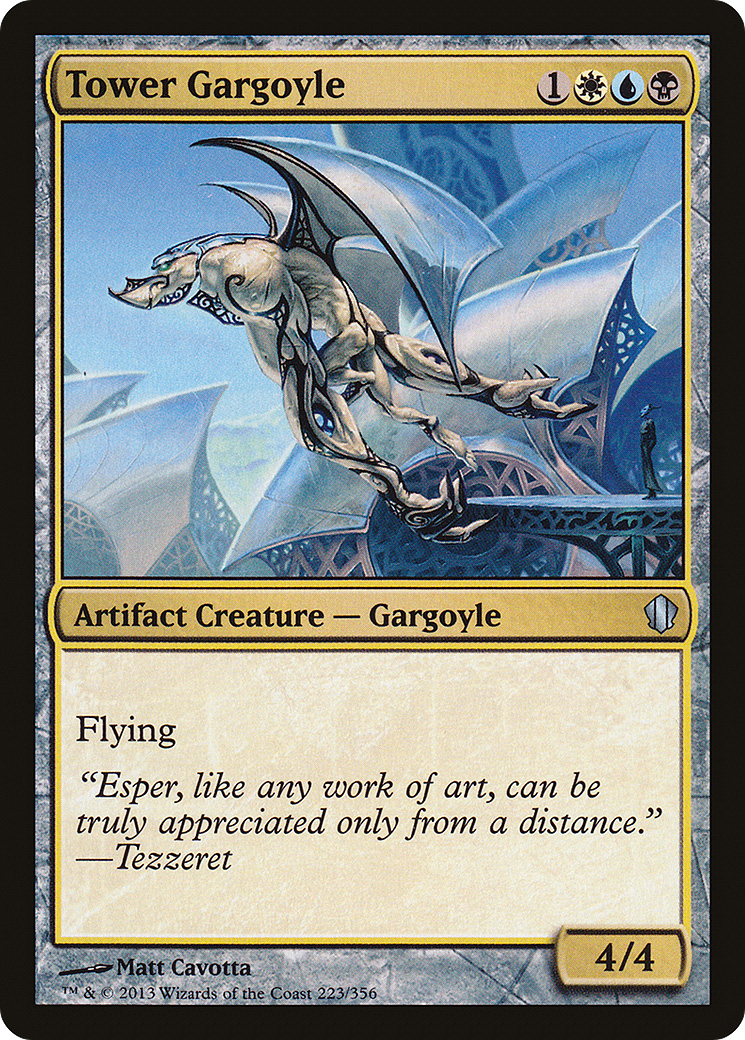 Tower Gargoyle 1
Artifact Creature — Gargoyle
Flying
“Esper, like any work of art, can be
truly appreciated only from a distance.”
—Tezzeret
4/4
Matt Cavotta
™ & © 2013 Wizards of the Coast 223/356